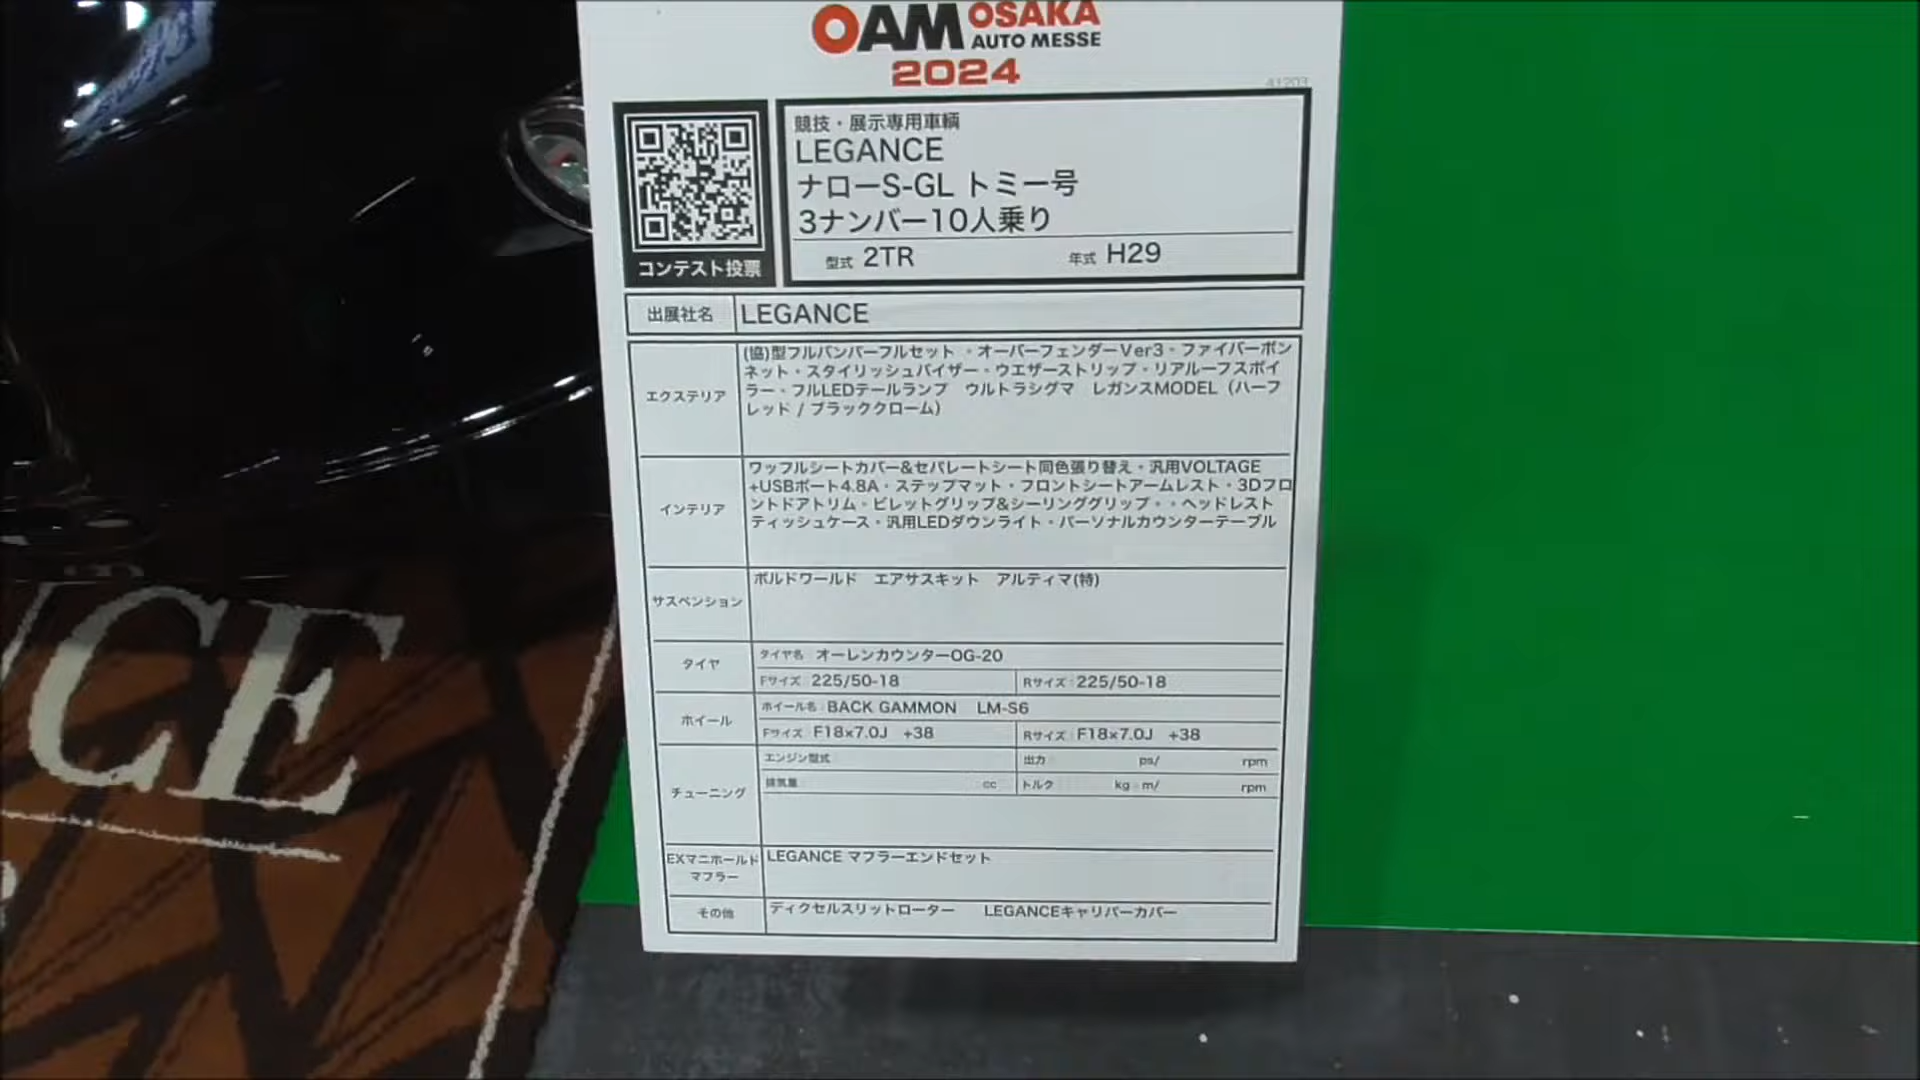 OAM OSAKA
AUTO MESSE
2024
41203
競技・展示専用車輌
LEGANCE
ナローS-GL トミー号
3ナンバー10人乗り
型式 2TR 年式 H29
コンテスト投票
出展社名 LEGANCE
エクステリア
(協)型フルバンパーフルセット ・オーバーフェンダーVer3・ファイバーボン
ネット・スタイリッシュバイザー・ウエザーストリップ・リアルーフスポイ
ラー・フルLEDテールランプ ウルトラシグマ レガンスMODEL（ハーフ
レッド / ブラッククローム）
インテリア
ワッフルシートカバー&セパレートシート同色張り替え・汎用VOLTAGE
+USBポート4.8A・ステップマット・フロントシートアームレスト・3Dフロ
ントドアトリム・ビレットグリップ&シーリンググリップ・・ヘッドレスト
ティッシュケース・汎用LEDダウンライト・パーソナルカウンターテーブル
サスペンション
ボルドワールド エアサスキット アルティマ(特)
タイヤ
タイヤ名 オーレンカウンターOG-20
Fサイズ 225/50-18 Rサイズ 225/50-18
ホイール
ホイール名 BACK GAMMON LM-S6
Fサイズ F18×7.0J +38 Rサイズ F18×7.0J +38
チューニング
エンジン型式 出力 ps/ rpm
排気量 cc トルク kg・m/ rpm
EXマニホールド
マフラー
LEGANCE マフラーエンドセット
その他
ディクセルスリットローター LEGANCEキャリパーカバー
CE